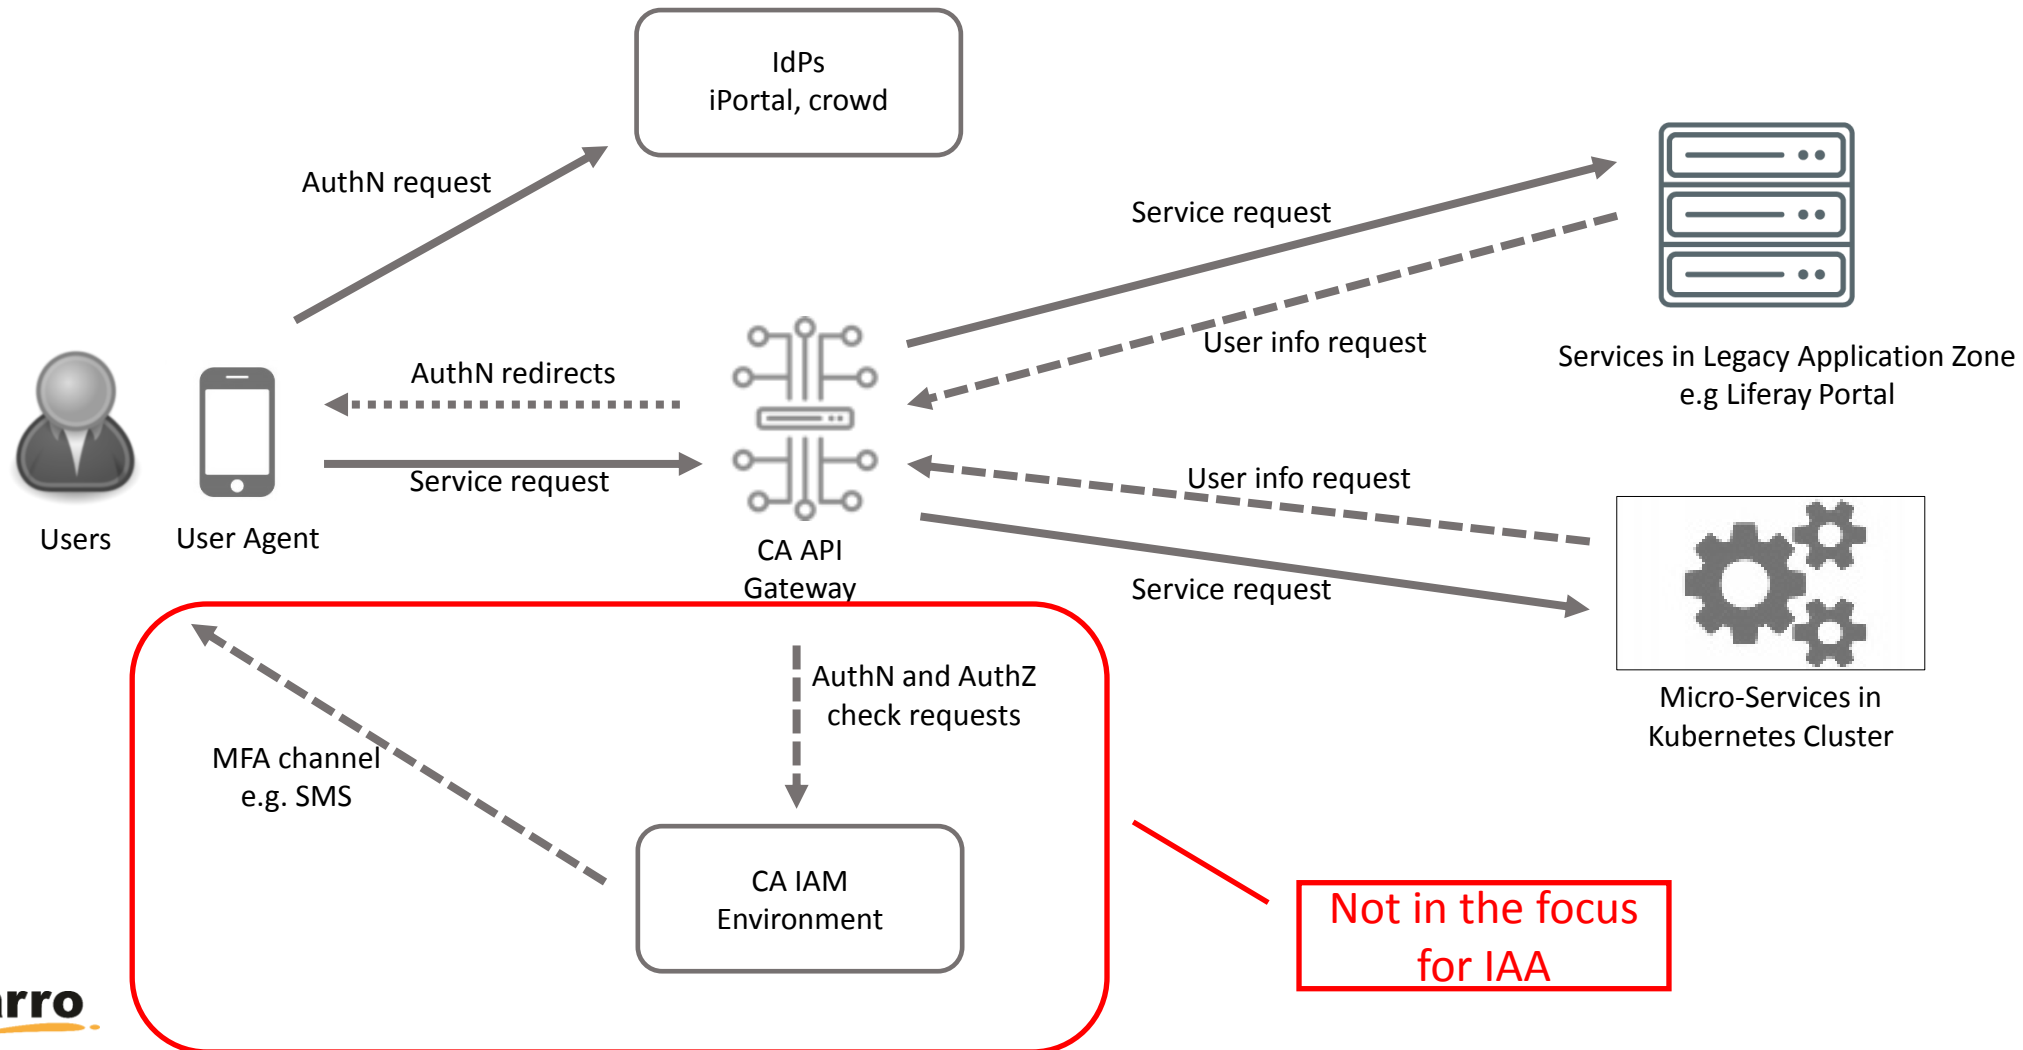 IdPs
iPortal, crowd
AuthN request
Service request
User info request
Services in Legacy Application Zone
e.g Liferay Portal
AuthN redirects
Service request
Users
User Agent
CA API
Gateway
User info request
Service request
Micro-Services in
Kubernetes Cluster
AuthN and AuthZ
check requests
MFA channel
e.g. SMS
CA IAM
Environment
Not in the focus
for IAA